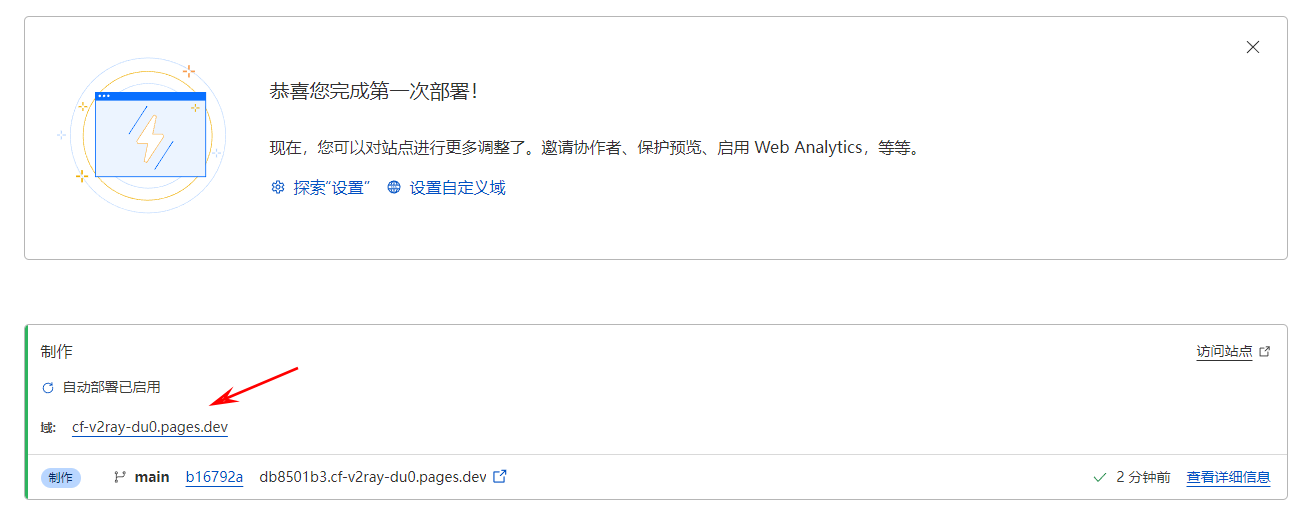 恭喜您完成第一次部署!
现在，您可以对站点进行更多调整了。邀请协作者、保护预览、启用 Web Analytics，等等。
探索“设置” 设置自定义域
制作 访问站点
自动部署已启用
域: cf-v2ray-du0.pages.dev
制作 main b16792a db8501b3.cf-v2ray-du0.pages.dev 2 分钟前 查看详细信息